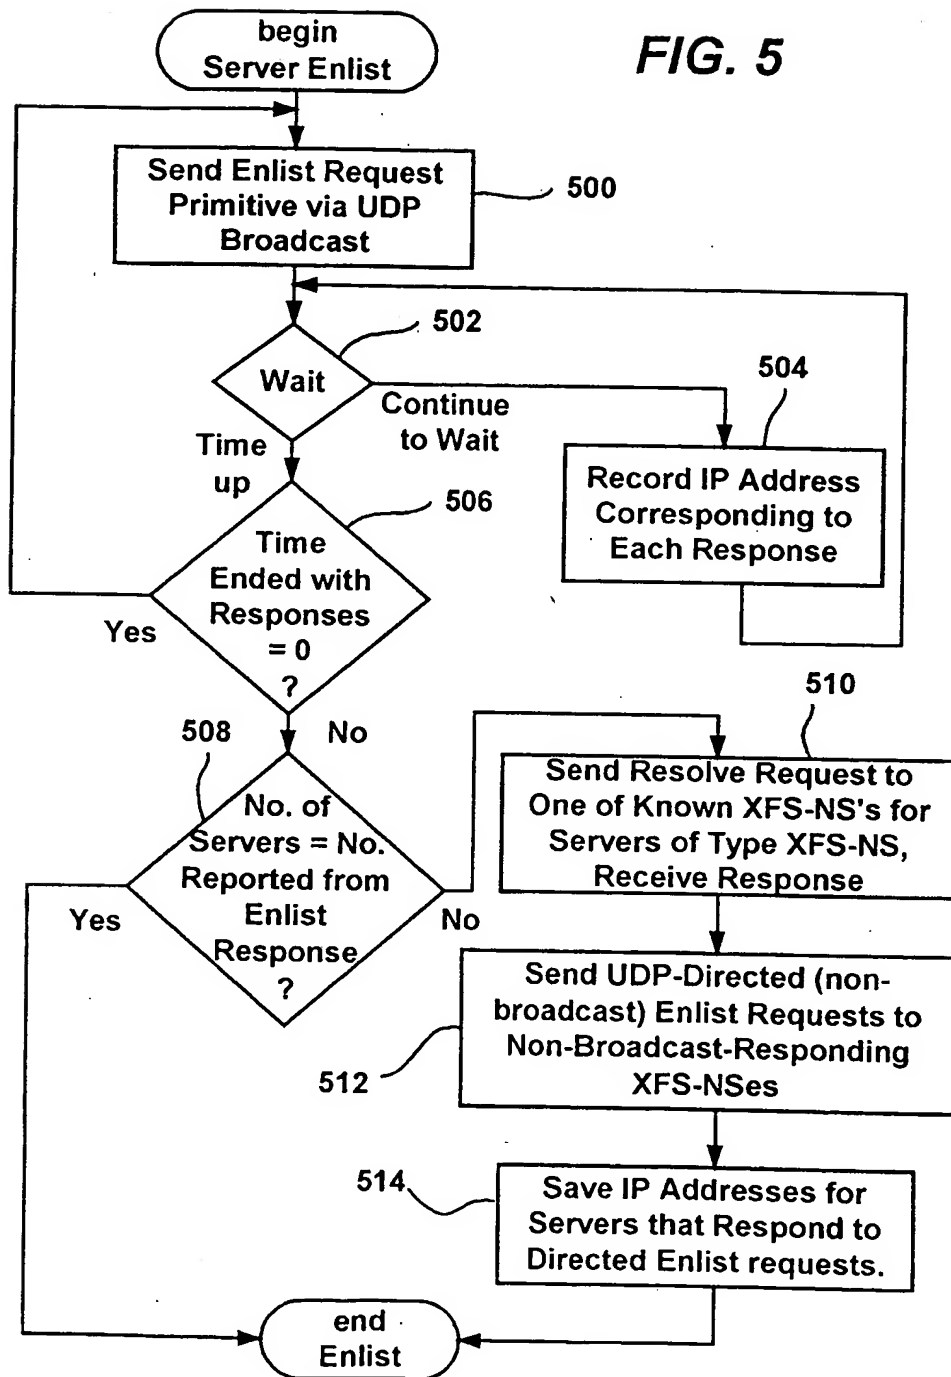 begin
Server Enlist
FIG. 5
Send Enlist Request
Primitive via UDP
Broadcast
500
502
Wait
Continue
to Wait
504
Time
up
Record IP Address
Corresponding to
Each Response
506
Time
Ended with
Responses
= 0
?
Yes
No
508
510
No. of
Servers = No.
Reported from
Enlist
Response
?
Yes
No
Send Resolve Request to
One of Known XFS-NS's for
Servers of Type XFS-NS,
Receive Response
Send UDP-Directed (non-
broadcast) Enlist Requests to
Non-Broadcast-Responding
XFS-NSes
512
514
Save IP Addresses for
Servers that Respond to
Directed Enlist requests.
end
Enlist